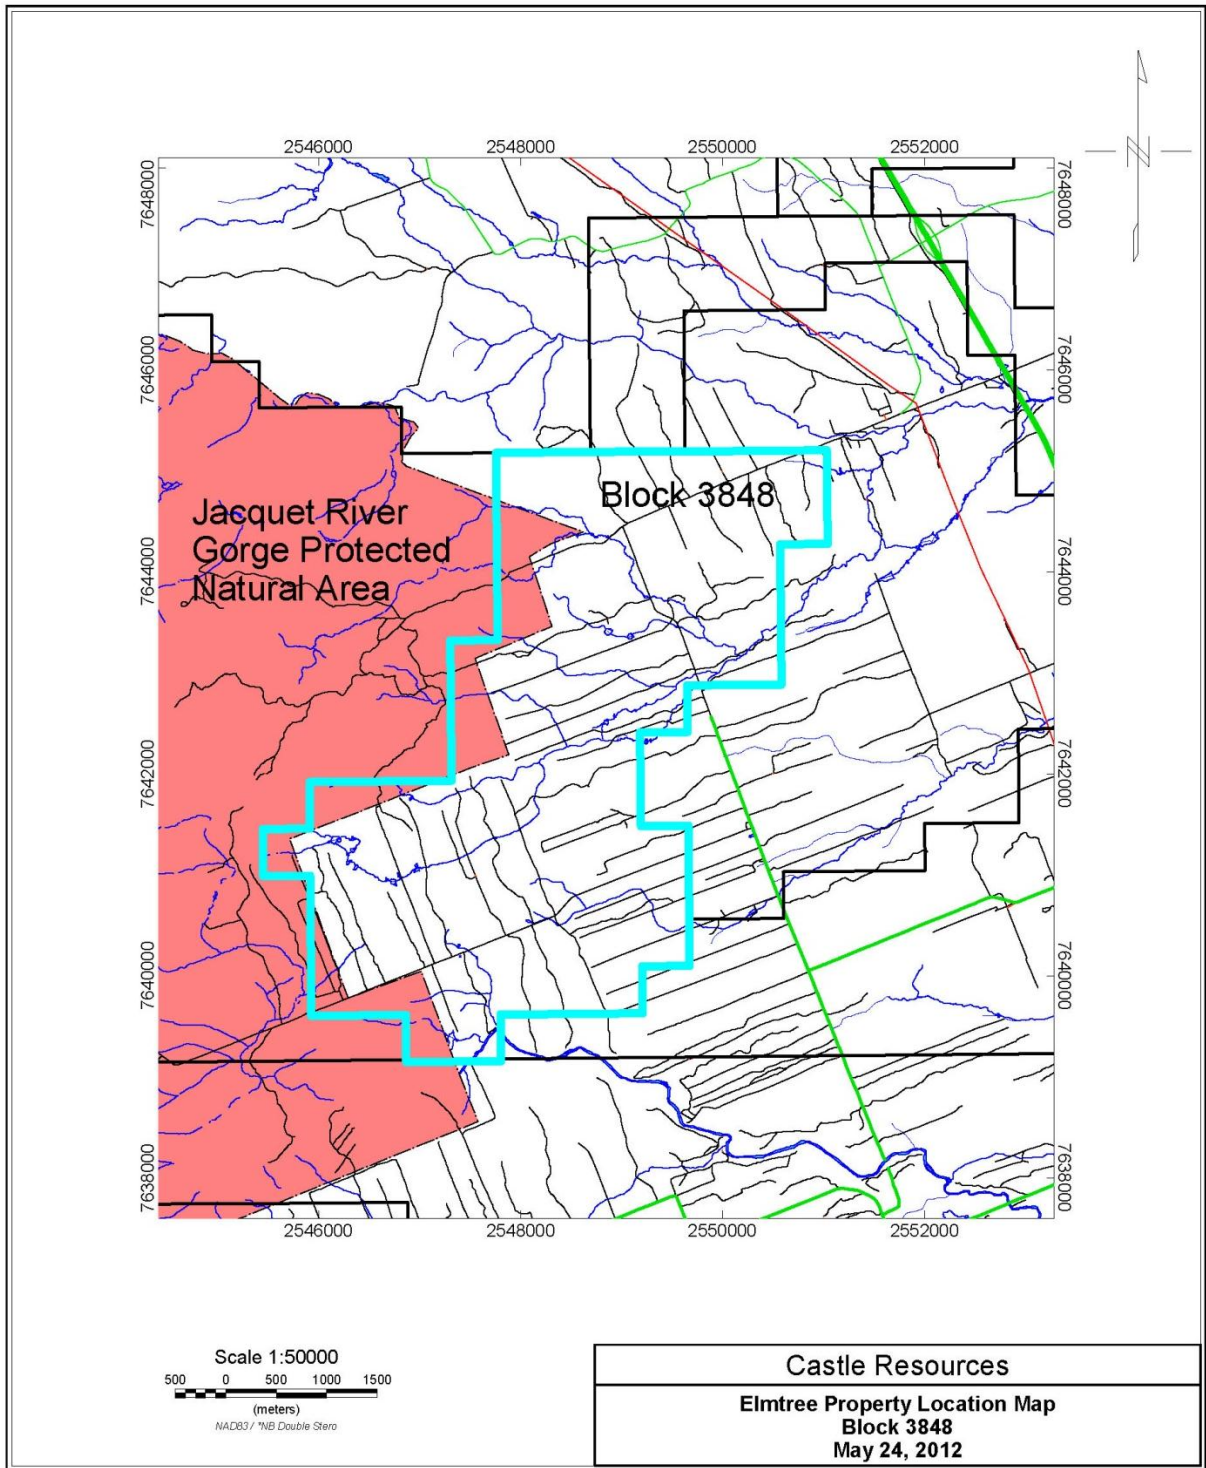 2546000 2548000 2550000 2552000
7648000 7648000
N
7646000 7646000
Block 3848
Jacquet River
Gorge Protected
Natural Area
7644000 7644000
7642000 7642000
7640000 7640000
7638000 7638000
2546000 2548000 2550000 2552000
Scale 1:50000
500 0 500 1000 1500
(meters)
NAD83 / *NB Double Stero
Castle Resources
Elmtree Property Location Map
Block 3848
May 24, 2012